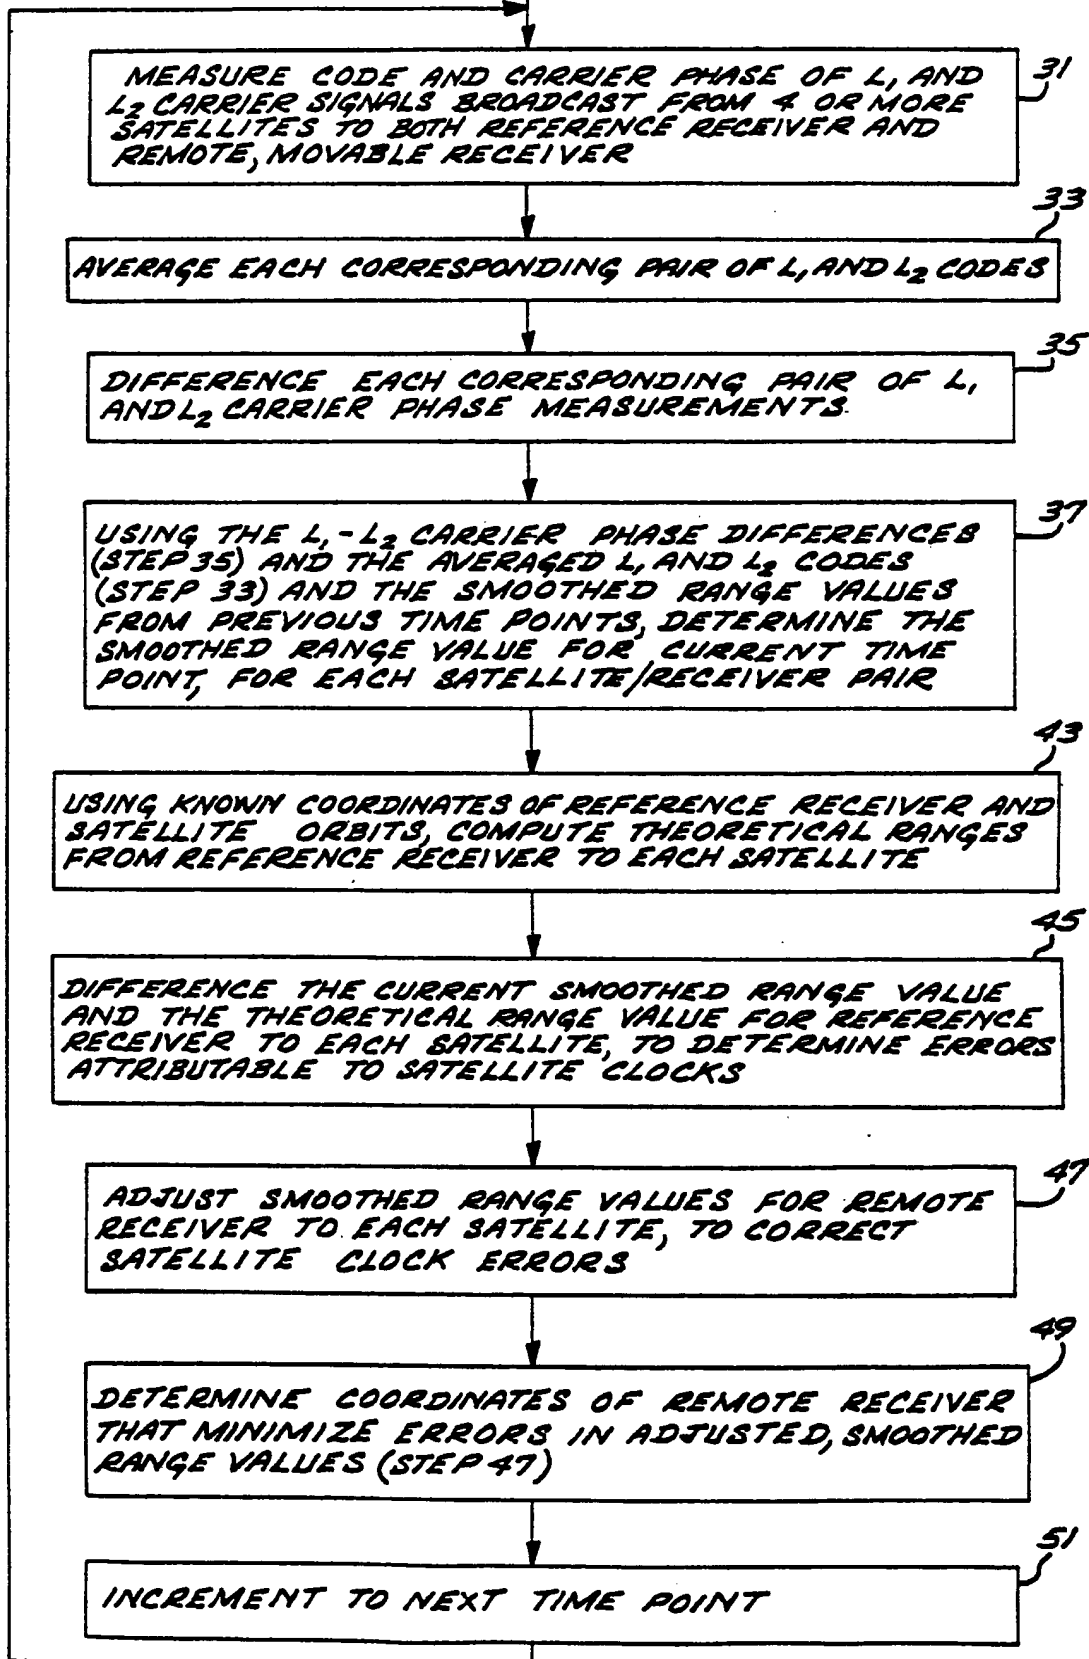 31
MEASURE CODE AND CARRIER PHASE OF L, AND
L2 CARRIER SIGNALS BROADCAST FROM 4 OR MORE
SATELLITES TO BOTH REFERENCE RECEIVER AND
REMOTE, MOVABLE RECEIVER
33
AVERAGE EACH CORRESPONDING PAIR OF L, AND L2 CODES
35
DIFFERENCE EACH CORRESPONDING PAIR OF L,
AND L2 CARRIER PHASE MEASUREMENTS.
37
USING THE L,-L2 CARRIER PHASE DIFFERENCES
(STEP 35) AND THE AVERAGED L, AND L2 CODES
(STEP 33) AND THE SMOOTHED RANGE VALUES
FROM PREVIOUS TIME POINTS, DETERMINE THE
SMOOTHED RANGE VALUE FOR CURRENT TIME
POINT, FOR EACH SATELLITE/RECEIVER PAIR
43
USING KNOWN COORDINATES OF REFERENCE RECEIVER AND
SATELLITE ORBITS, COMPUTE THEORETICAL RANGES
FROM REFERENCE RECEIVER TO EACH SATELLITE
45
DIFFERENCE THE CURRENT SMOOTHED RANGE VALUE
AND THE THEORETICAL RANGE VALUE FOR REFERENCE
RECEIVER TO EACH SATELLITE, TO DETERMINE ERRORS
ATTRIBUTABLE TO SATELLITE CLOCKS
47
ADJUST SMOOTHED RANGE VALUES FOR REMOTE
RECEIVER TO EACH SATELLITE, TO CORRECT
SATELLITE CLOCK ERRORS
49
DETERMINE COORDINATES OF REMOTE RECEIVER
THAT MINIMIZE ERRORS IN ADJUSTED, SMOOTHED
RANGE VALUES (STEP 47)
51
INCREMENT TO NEXT TIME POINT